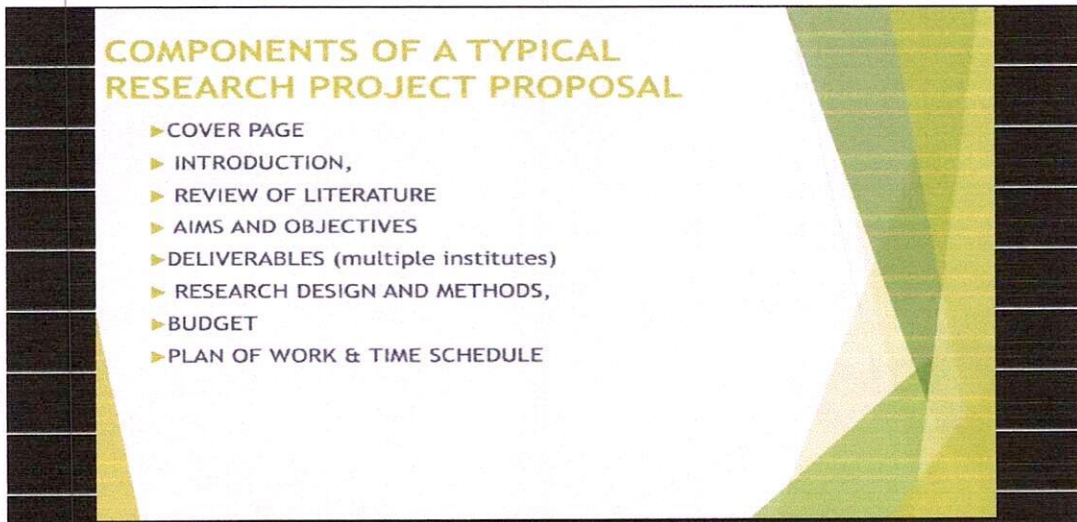 COMPONENTS OF A TYPICAL
RESEARCH PROJECT PROPOSAL
►COVER PAGE
► INTRODUCTION,
► REVIEW OF LITERATURE
► AIMS AND OBJECTIVES
►DELIVERABLES (multiple institutes)
► RESEARCH DESIGN AND METHODS,
►BUDGET
►PLAN OF WORK & TIME SCHEDULE